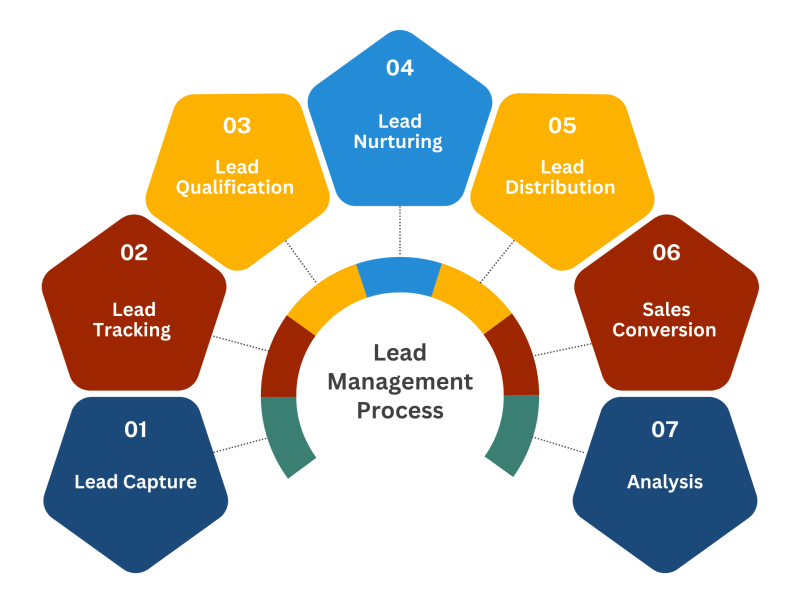 01
Lead Capture
02
Lead
Tracking
03
Lead
Qualification
04
Lead
Nurturing
05
Lead
Distribution
06
Sales
Conversion
07
Analysis
Lead
Management
Process